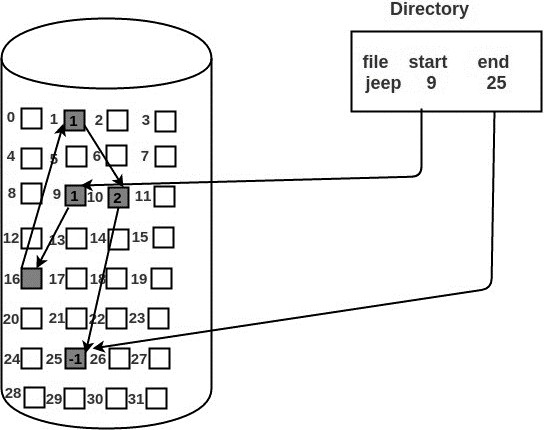 Directory
file start end
jeep 9 25
0 1 1 2 3
4 5 6 7
8 9 1 10 2 11
12 13 14 15
16 17 18 19
20 21 22 23
24 25 -1 26 27
28 29 30 31